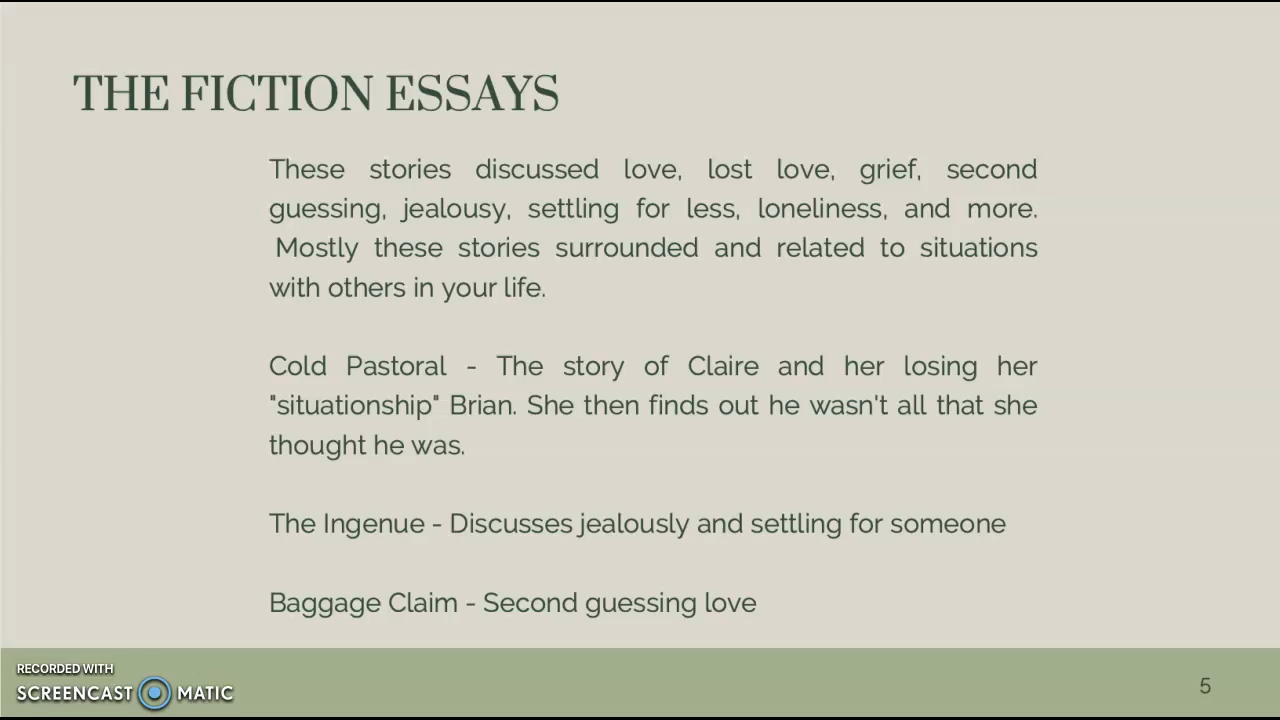 THE FICTION ESSAYS
These stories discussed love, lost love, grief, second
guessing, jealousy, settling for less, loneliness, and more.
Mostly these stories surrounded and related to situations
with others in your life.
Cold Pastoral - The story of Claire and her losing her
"situationship" Brian. She then finds out he wasn't all that she
thought he was.
The Ingenue - Discusses jealously and settling for someone
Baggage Claim - Second guessing love
RECORDED WITH
SCREENCAST MATIC
5